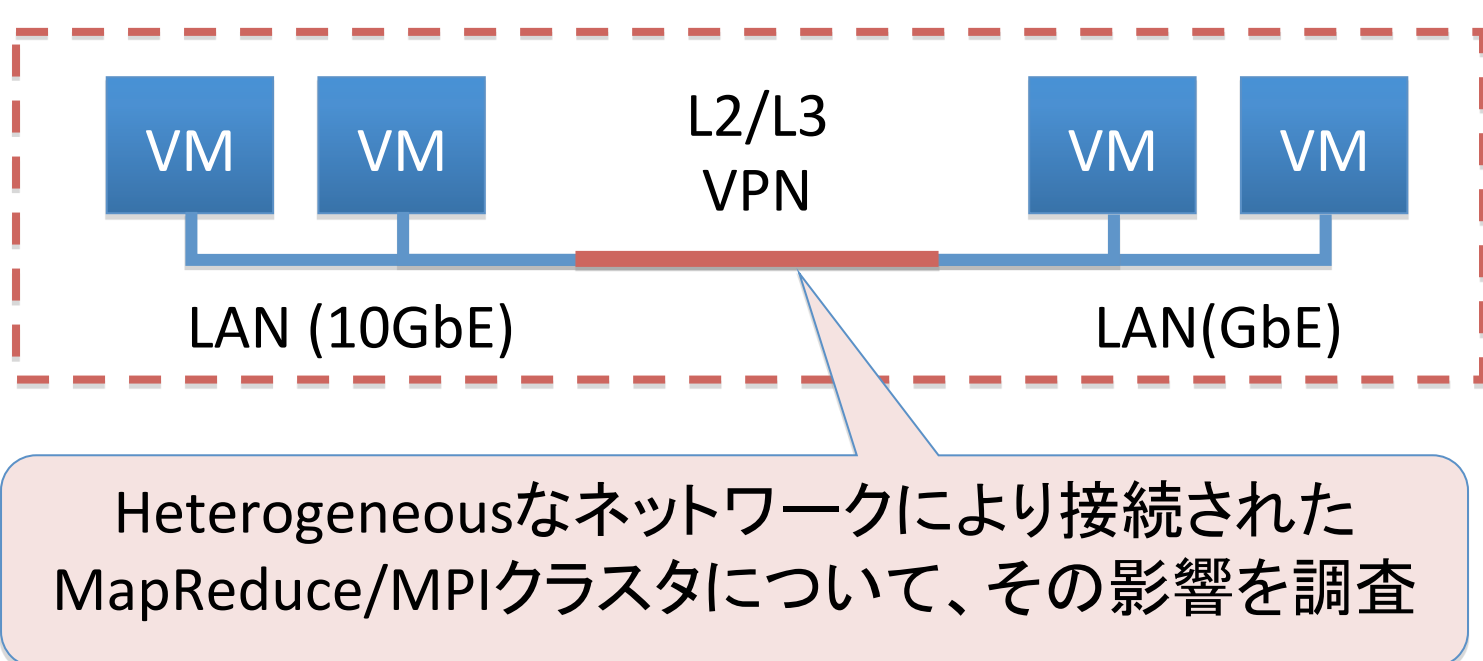 VM
VM
L2/L3
VPN
VM
VM
LAN (10GbE)
LAN(GbE)
Heterogeneousなネットワークにより接続された
MapReduce/MPIクラスタについて、その影響を調査